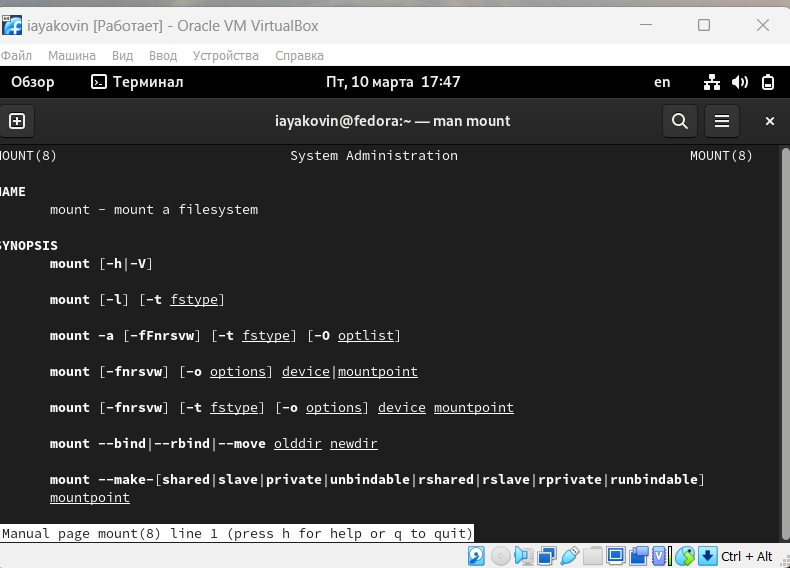 iayakovin [Работает] - Oracle VM VirtualBox
Файл Машина Вид Ввод Устройства Справка
Обзор Терминал Пт, 10 марта 17:47 en
iayakovin@fedora:~ — man mount
MOUNT(8) System Administration MOUNT(8)
NAME
mount - mount a filesystem
SYNOPSIS
mount [-h|-V]
mount [-l] [-t fstype]
mount -a [-fFnrsvw] [-t fstype] [-O optlist]
mount [-fnrsvw] [-o options] device|mountpoint
mount [-fnrsvw] [-t fstype] [-o options] device mountpoint
mount --bind|--rbind|--move olddir newdir
mount --make-[shared|slave|private|unbindable|rshared|rslave|rprivate|runbindable]
mountpoint
Manual page mount(8) line 1 (press h for help or q to quit)
Ctrl + Alt